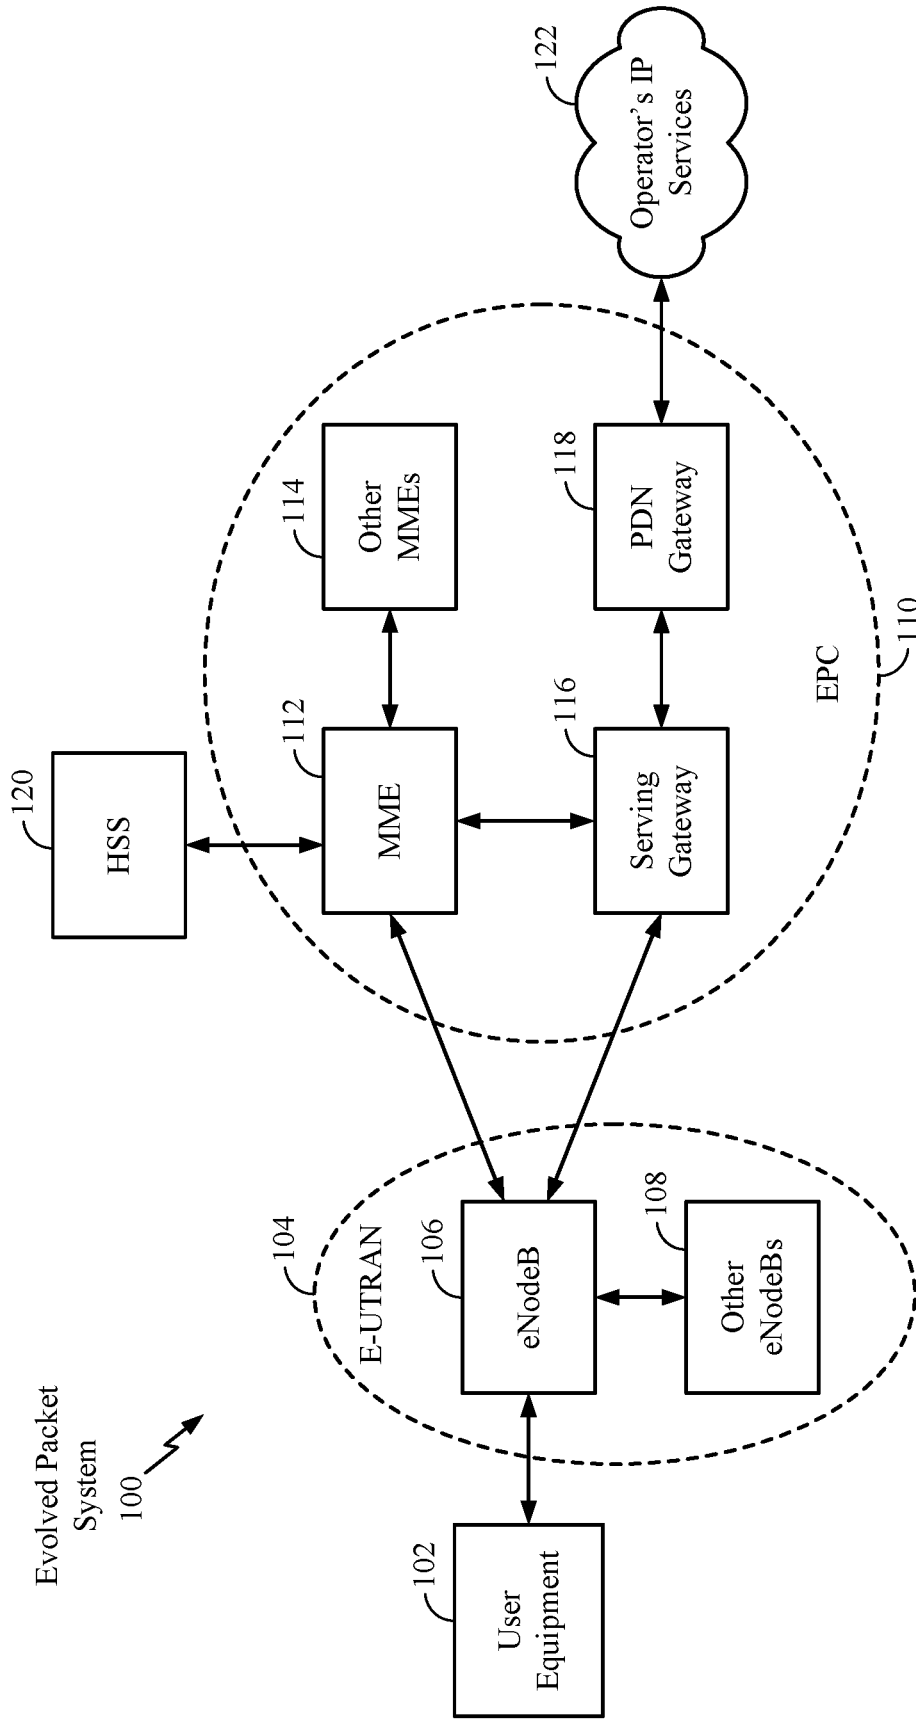 Evolved Packet
System
100
120
HSS
104
E-UTRAN
112
MME
114
Other
MMEs
102
User
Equipment
106
eNodeB
108
Other
eNodeBs
116
Serving
Gateway
118
PDN
Gateway
122
Operator’s IP
Services
EPC
110